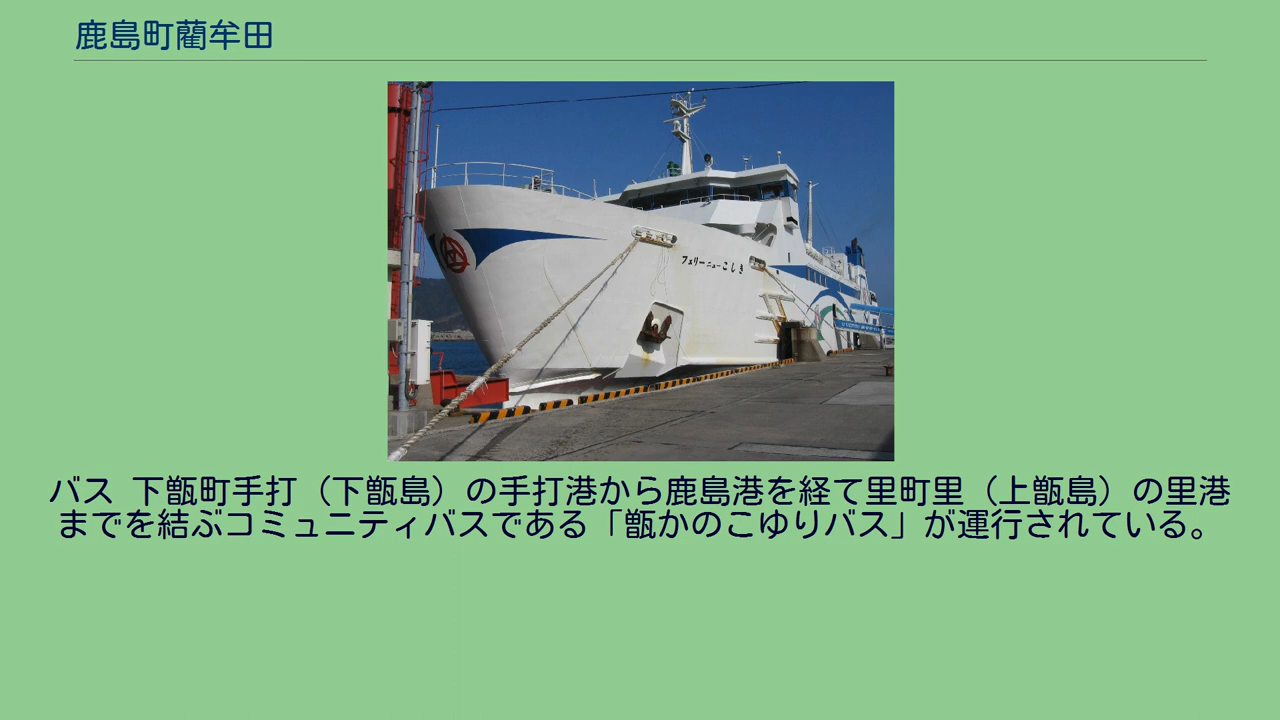 鹿島町藺牟田
フェリーニューこしき
バス 下甑町手打（下甑島）の手打港から鹿島港を経て里町里（上甑島）の里港
までを結ぶコミュニティバスである「甑かのこゆりバス」が運行されている。